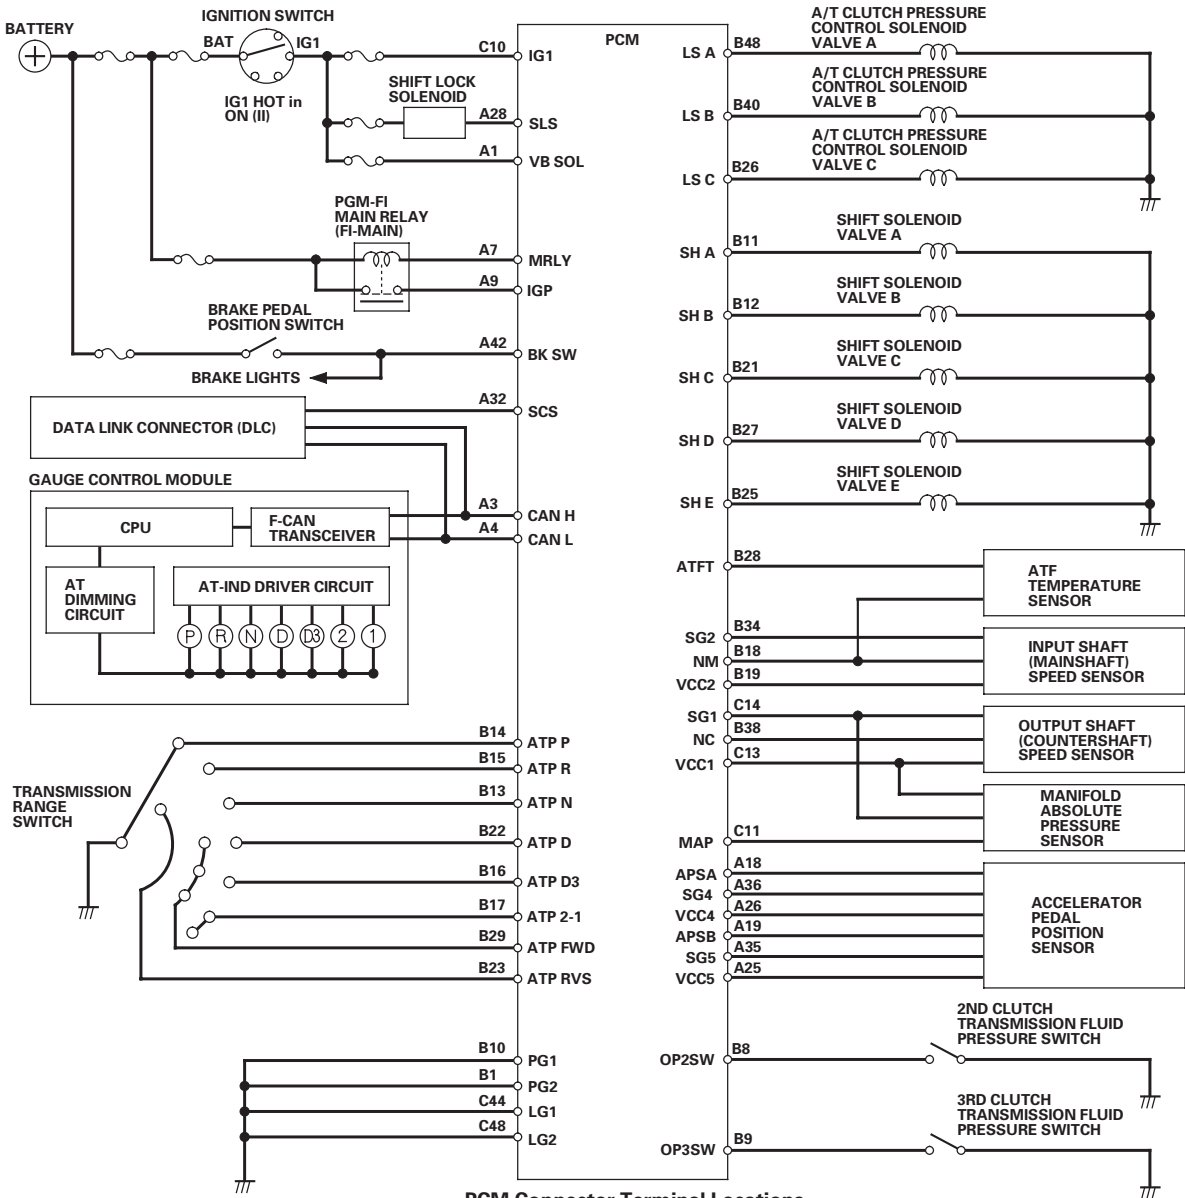 BATTERY
IGNITION SWITCH
BAT
IG1
IG1 HOT in
ON (II)
C10
IG1
SHIFT LOCK
SOLENOID
A28
SLS
A1
VB SOL
PGM-FI
MAIN RELAY
(FI-MAIN)
A7
MRLY
A9
IGP
BRAKE PEDAL
POSITION SWITCH
A42
BK SW
BRAKE LIGHTS
A32
SCS
DATA LINK CONNECTOR (DLC)
GAUGE CONTROL MODULE
CPU
F-CAN
TRANSCEIVER
A3
CAN H
A4
CAN L
AT
DIMMING
CIRCUIT
AT-IND DRIVER CIRCUIT
P R N D D3 2 1
TRANSMISSION
RANGE
SWITCH
B14
ATP P
B15
ATP R
B13
ATP N
B22
ATP D
B16
ATP D3
B17
ATP 2-1
B29
ATP FWD
B23
ATP RVS
B10
PG1
B1
PG2
C44
LG1
C48
LG2
PCM
A/T CLUTCH PRESSURE
CONTROL SOLENOID
VALVE A
LS A
B48
A/T CLUTCH PRESSURE
CONTROL SOLENOID
VALVE B
LS B
B40
A/T CLUTCH PRESSURE
CONTROL SOLENOID
VALVE C
LS C
B26
SHIFT SOLENOID
VALVE A
SH A
B11
SHIFT SOLENOID
VALVE B
SH B
B12
SHIFT SOLENOID
VALVE C
SH C
B21
SHIFT SOLENOID
VALVE D
SH D
B27
SHIFT SOLENOID
VALVE E
SH E
B25
ATFT
B28
ATF
TEMPERATURE
SENSOR
SG2
B34
NM
B18
VCC2
B19
INPUT SHAFT
(MAINSHAFT)
SPEED SENSOR
SG1
C14
NC
B38
VCC1
C13
OUTPUT SHAFT
(COUNTERSHAFT)
SPEED SENSOR
MANIFOLD
ABSOLUTE
PRESSURE
SENSOR
MAP
C11
APSA
A18
SG4
A36
VCC4
A26
APSB
A19
SG5
A35
VCC5
A25
ACCELERATOR
PEDAL
POSITION
SENSOR
2ND CLUTCH
TRANSMISSION FLUID
PRESSURE SWITCH
OP2SW
B8
3RD CLUTCH
TRANSMISSION FLUID
PRESSURE SWITCH
OP3SW
B9
PCM Connector Terminal Locations